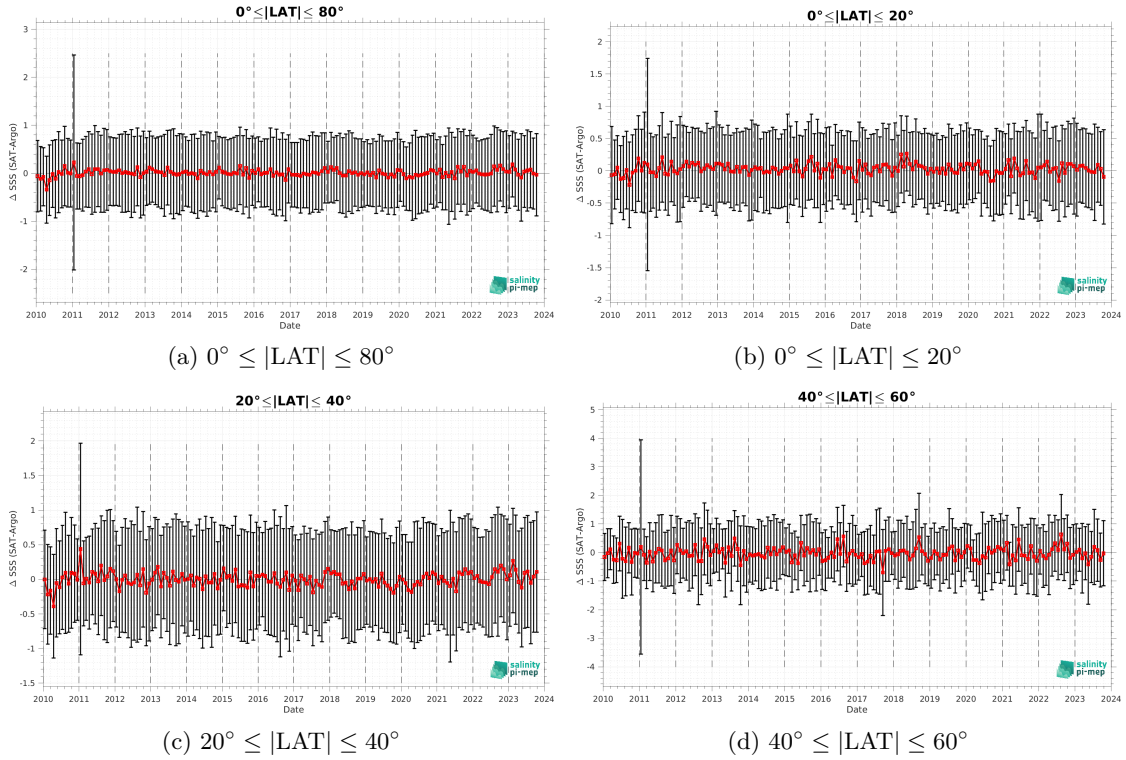 0°≤|LAT|≤ 80°
3
2
1
0
-1
-2
Δ SSS (SAT-Argo)
salinity
pi-mep
2010 2011 2012 2013 2014 2015 2016 2017 2018 2019 2020 2021 2022 2023 2024
Date
(a) 0° ≤ |LAT| ≤ 80°
0°≤|LAT|≤ 20°
2
1.5
1
0.5
0
-0.5
-1
-1.5
-2
Δ SSS (SAT-Argo)
salinity
pi-mep
2010 2011 2012 2013 2014 2015 2016 2017 2018 2019 2020 2021 2022 2023 2024
Date
(b) 0° ≤ |LAT| ≤ 20°
20°≤|LAT|≤ 40°
2
1.5
1
0.5
0
-0.5
-1
-1.5
Δ SSS (SAT-Argo)
salinity
pi-mep
2010 2011 2012 2013 2014 2015 2016 2017 2018 2019 2020 2021 2022 2023 2024
Date
(c) 20° ≤ |LAT| ≤ 40°
40°≤|LAT|≤ 60°
5
4
3
2
1
0
-1
-2
-3
-4
Δ SSS (SAT-Argo)
salinity
pi-mep
2010 2011 2012 2013 2014 2015 2016 2017 2018 2019 2020 2021 2022 2023 2024
Date
(d) 40° ≤ |LAT| ≤ 60°